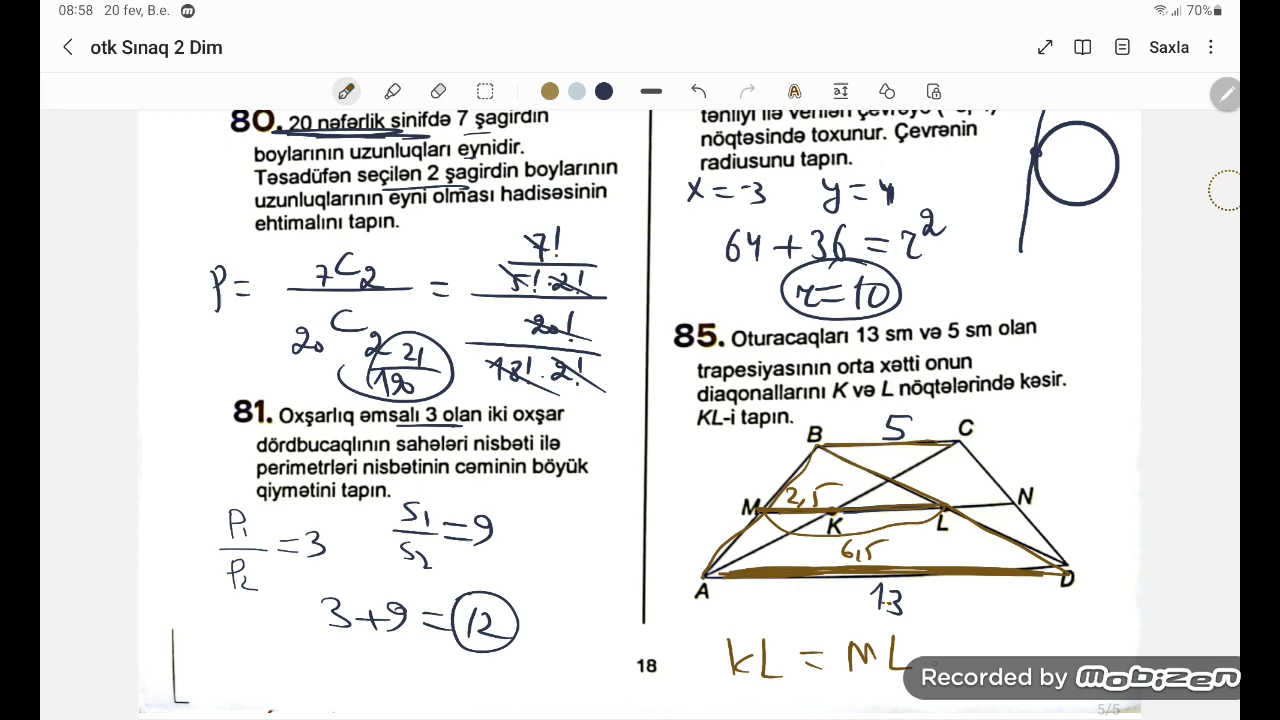 08:58 20 fev, B.e.
70%
otk Sınaq 2 Dim
Saxla
80. 20 nəfərlik sinifdə 7 şagirdin
boylarının uzunluqları eynidir.
Təsadüfən seçilən 2 şagirdin boylarının
uzunluqlarının eyni olması hadisəsinin
ehtimalını tapın.
P = 7C2 / 20C2 = 7! / 5! · 2! / 20! / 18! · 2!
21/190
81. Oxşarlıq əmsalı 3 olan iki oxşar
dördbucaqlının sahələri nisbəti ilə
perimetrləri nisbətinin cəminin böyük
qiymətini tapın.
P1/P2 = 3 S1/S2 = 9
3+9=12
nöqtəsində toxunur. Çevrənin
radiusunu tapın.
x = -3 y = 4
64 + 36 = r²
r = 10
85. Oturacaqları 13 sm və 5 sm olan
trapesiyasının orta xətti onun
diaqonallarını K və L nöqtələrində kəsir.
KL-i tapın.
B 5 C
M 2,5 K L N
6,5
A D
13
KL = ML
18
Recorded by mobizen
5/5